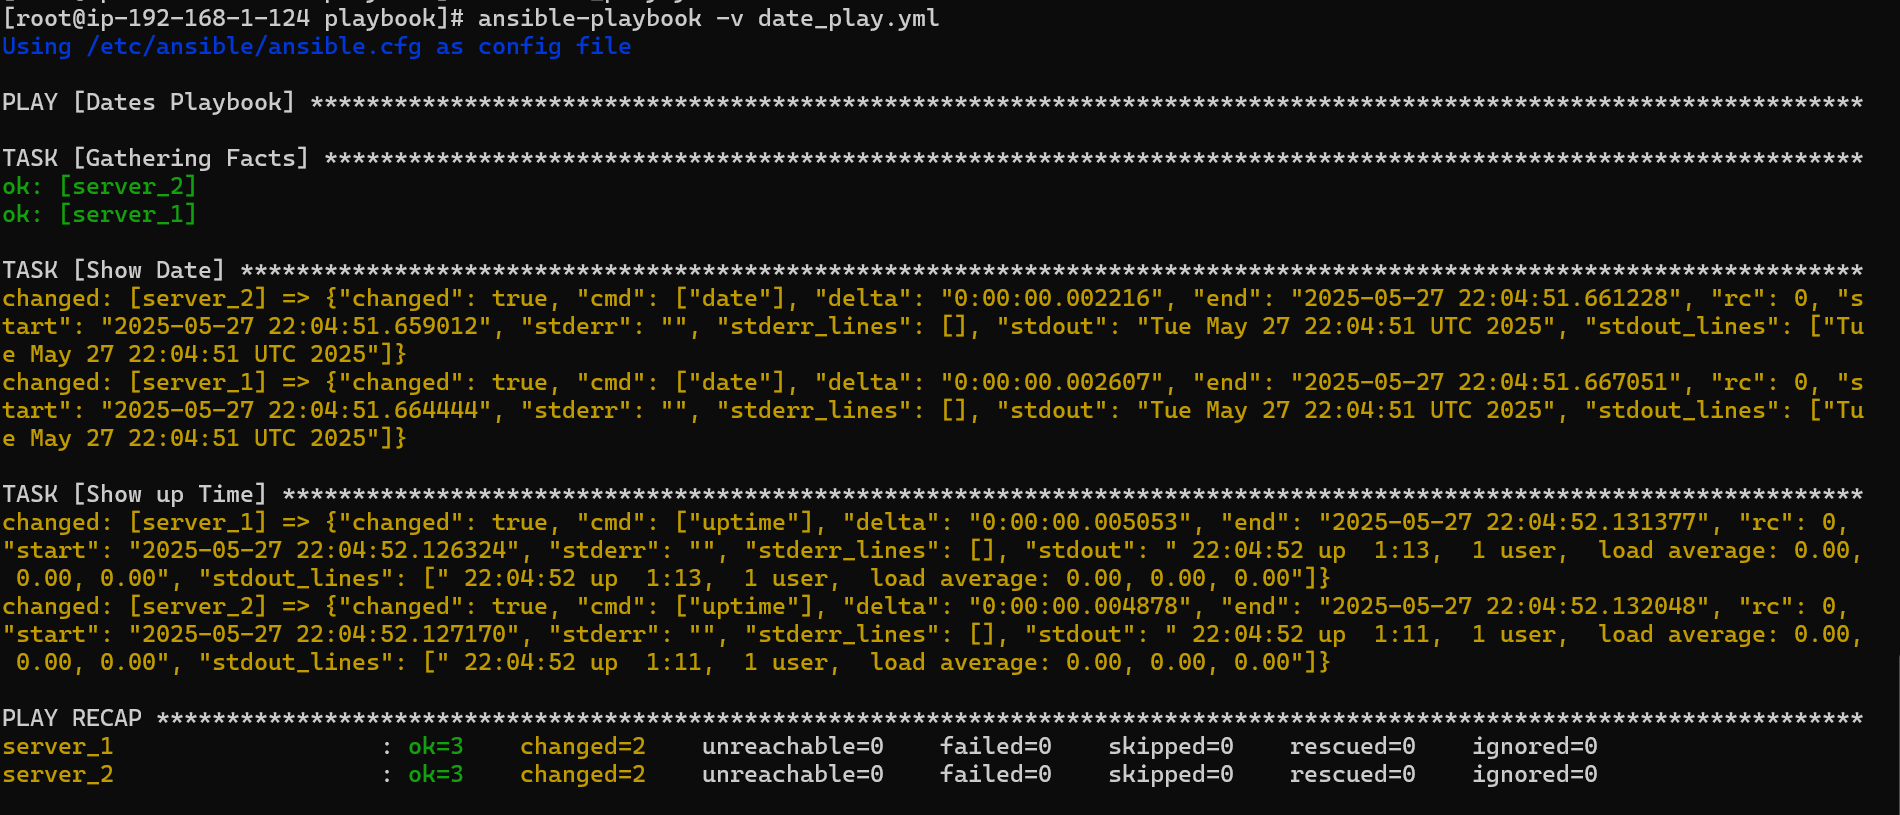 [root@ip-192-168-1-124 playbook]# ansible-playbook -v date_play.yml
Using /etc/ansible/ansible.cfg as config file
PLAY [Dates Playbook] ***************************************************************************************************************
TASK [Gathering Facts] **************************************************************************************************************
ok: [server_2]
ok: [server_1]
TASK [Show Date] ********************************************************************************************************************
changed: [server_2] => {"changed": true, "cmd": ["date"], "delta": "0:00:00.002216", "end": "2025-05-27 22:04:51.661228", "rc": 0, "s
tart": "2025-05-27 22:04:51.659012", "stderr": "", "stderr_lines": [], "stdout": "Tue May 27 22:04:51 UTC 2025", "stdout_lines": ["Tu
e May 27 22:04:51 UTC 2025"]}
changed: [server_1] => {"changed": true, "cmd": ["date"], "delta": "0:00:00.002607", "end": "2025-05-27 22:04:51.667051", "rc": 0, "s
tart": "2025-05-27 22:04:51.664444", "stderr": "", "stderr_lines": [], "stdout": "Tue May 27 22:04:51 UTC 2025", "stdout_lines": ["Tu
e May 27 22:04:51 UTC 2025"]}
TASK [Show up Time] *****************************************************************************************************************
changed: [server_1] => {"changed": true, "cmd": ["uptime"], "delta": "0:00:00.005053", "end": "2025-05-27 22:04:52.131377", "rc": 0,
"start": "2025-05-27 22:04:52.126324", "stderr": "", "stderr_lines": [], "stdout": " 22:04:52 up  1:13,  1 user,  load average: 0.00,
 0.00, 0.00", "stdout_lines": [" 22:04:52 up  1:13,  1 user,  load average: 0.00, 0.00, 0.00"]}
changed: [server_2] => {"changed": true, "cmd": ["uptime"], "delta": "0:00:00.004878", "end": "2025-05-27 22:04:52.132048", "rc": 0,
"start": "2025-05-27 22:04:52.127170", "stderr": "", "stderr_lines": [], "stdout": " 22:04:52 up  1:11,  1 user,  load average: 0.00,
 0.00, 0.00", "stdout_lines": [" 22:04:52 up  1:11,  1 user,  load average: 0.00, 0.00, 0.00"]}
PLAY RECAP **************************************************************************************************************************
server_1                   : ok=3    changed=2    unreachable=0    failed=0    skipped=0    rescued=0    ignored=0
server_2                   : ok=3    changed=2    unreachable=0    failed=0    skipped=0    rescued=0    ignored=0